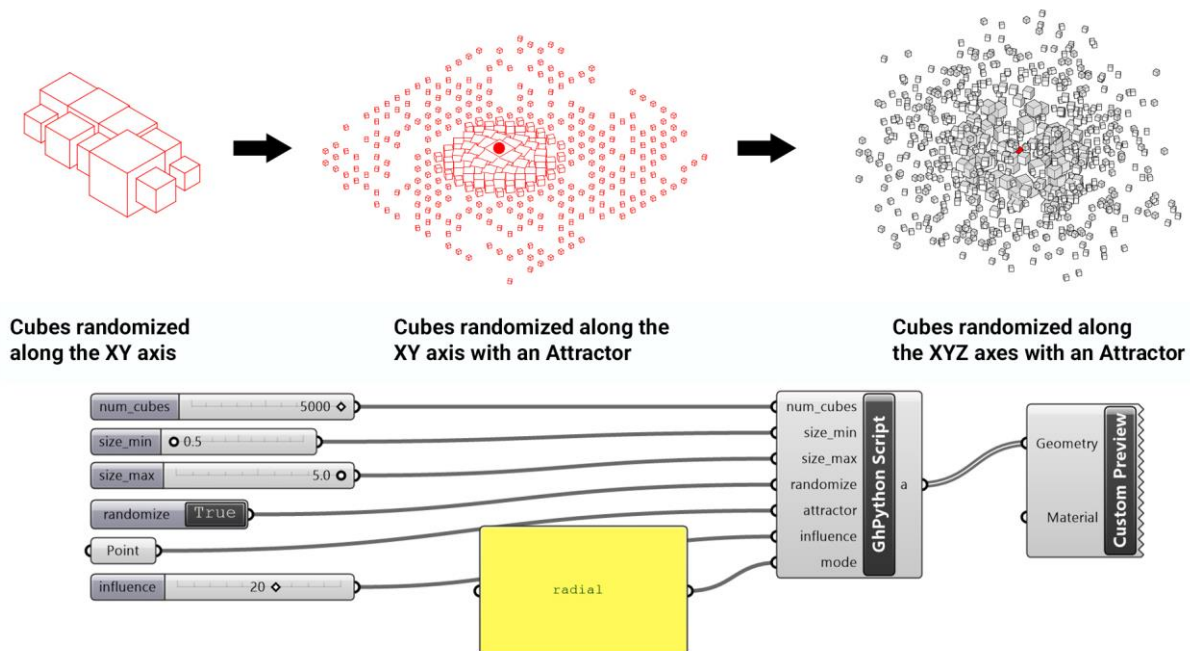 Cubes randomized
along the XY axis
Cubes randomized along the
XY axis with an Attractor
Cubes randomized along
the XYZ axes with an Attractor
num_cubes
5000
size_min
0.5
size_max
5.0
randomize
True
Point
influence
20
radial
num_cubes
size_min
size_max
randomize
attractor
influence
mode
GhPython Script
a
Geometry
Material
Custom Preview